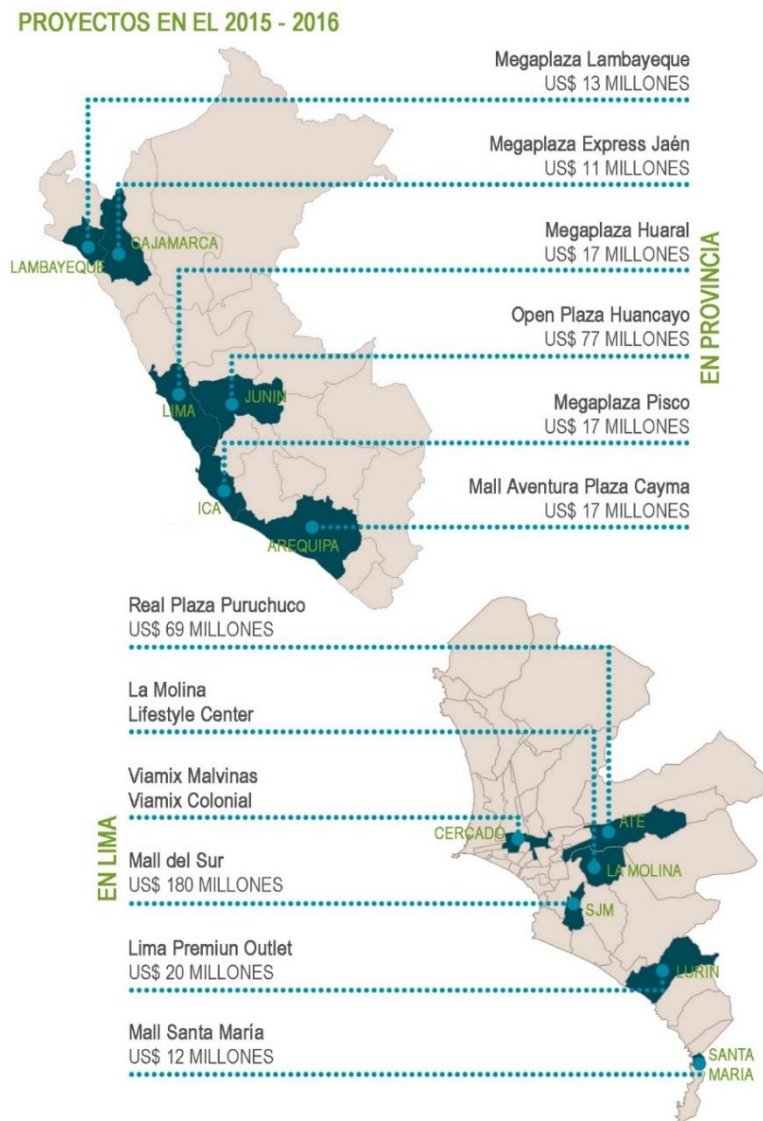 PROYECTOS EN EL 2015 - 2016
Megaplaza Lambayeque
US$ 13 MILLONES
Megaplaza Express Jaén
US$ 11 MILLONES
Megaplaza Huaral
US$ 17 MILLONES
Open Plaza Huancayo
US$ 77 MILLONES
Megaplaza Pisco
US$ 17 MILLONES
Mall Aventura Plaza Cayma
US$ 17 MILLONES
EN PROVINCIA
LAMBAYEQUE
CAJAMARCA
LIMA
JUNIN
ICA
AREQUIPA
Real Plaza Puruchuco
US$ 69 MILLONES
La Molina
Lifestyle Center
Viamix Malvinas
Viamix Colonial
Mall del Sur
US$ 180 MILLONES
Lima Premiun Outlet
US$ 20 MILLONES
Mall Santa María
US$ 12 MILLONES
EN LIMA
CERCADO
ATE
LA MOLINA
SJM
LURIN
SANTA
MARIA